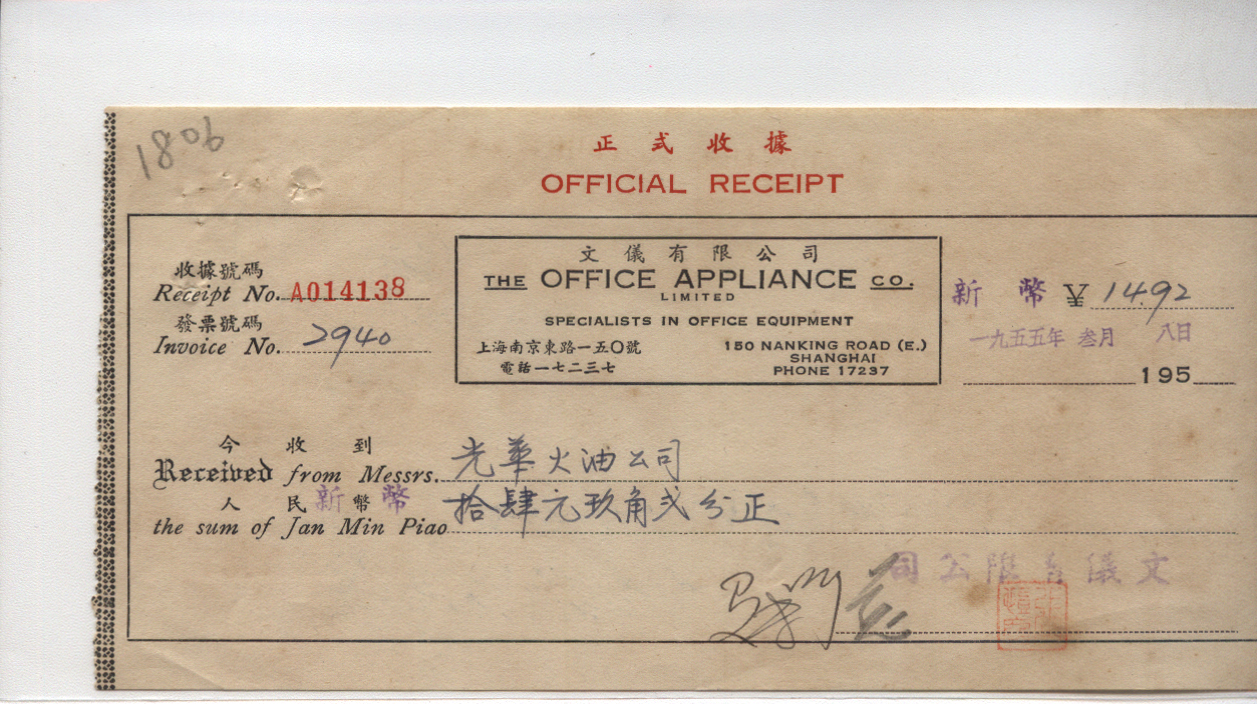 1806
正式收據
OFFICIAL RECEIPT
收據號碼
Receipt No. A014138
發票號碼
Invoice No. 2940
文儀有限公司
THE OFFICE APPLIANCE CO.
LIMITED
SPECIALISTS IN OFFICE EQUIPMENT
上海南京東路一五〇號
電話一七二三七
150 NANKING ROAD (E.)
SHANGHAI
PHONE 17237
新幣 ¥ 14.92
一九五五年 叁月 八日
195
今收到
Received from Messrs. 光華火油公司
人民新幣幣
the sum of Jan Min Piao 拾肆元玖角弍分正
文儀有限公司